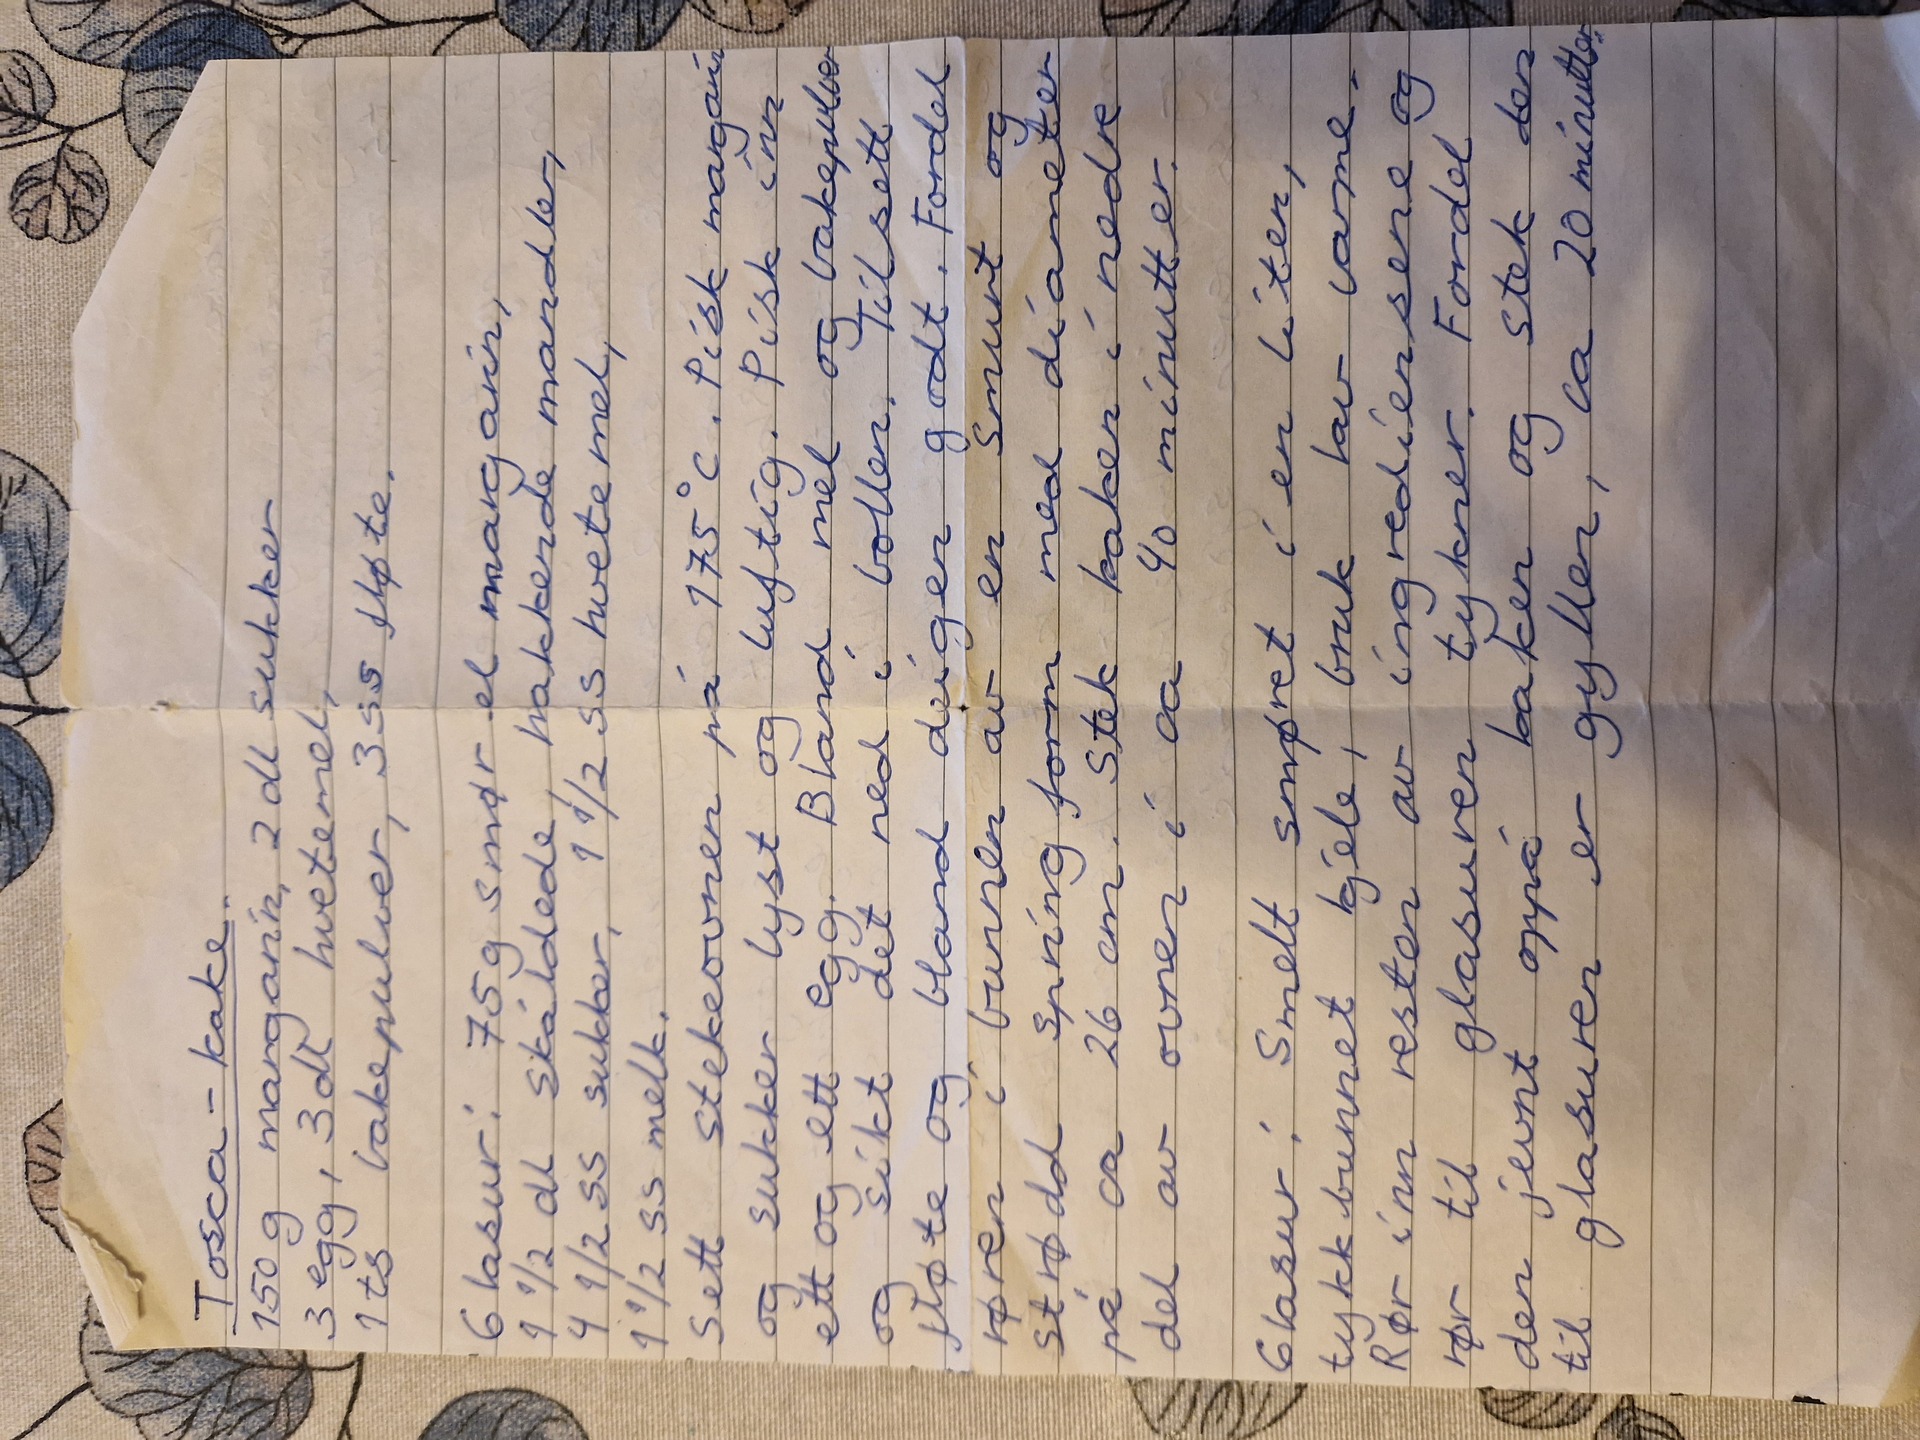 Tosca-kake.
150 g margarin, 2 dl sukker
3 egg, 3 dl hvetemel,
1 ts bakepulver, 3 ss fløte.
Glasur: 75 g smør el margarin,
1 1/2 dl skåldede, hakkende mandler,
4 1/2 ss sukker, 1 1/2 ss hvetemel,
1 1/2 ss melk.
Sett stekeovnen på 175°C. Pisk margarin
og sukker lyst og luftig. Pisk inn
ett og ett egg. Bland mel og bakepulver
og sikt det ned i bollen. Tilsett
fløte og bland deigen godt. Fordel
røren i bunnen av en smurt og
strødd springform med diameter
på ca 26 cm. Stek kaken i nedre
del av ovnen i ca 40 minutter.
Glasur: Smelt smøret i en liten,
tykkbunnet kjele, bruk lav varme.
Rør inn resten av ingrediensene og
rør til glasuren tykner. Fordel
den jevnt oppå kaken og stek den
til glasuren er gyllen, ca 20 minutter.